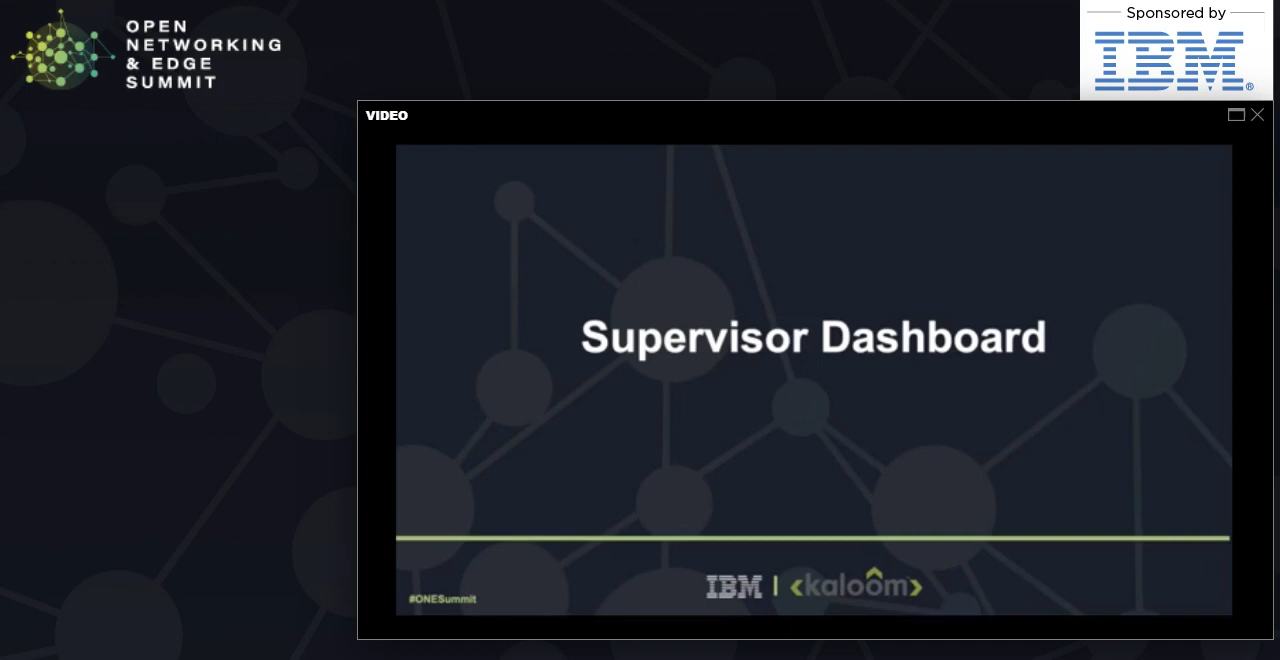 OPEN
NETWORKING
& EDGE
SUMMIT
Sponsored by
IBM®
VIDEO
Supervisor Dashboard
#ONESummit
IBM | <kaloom>